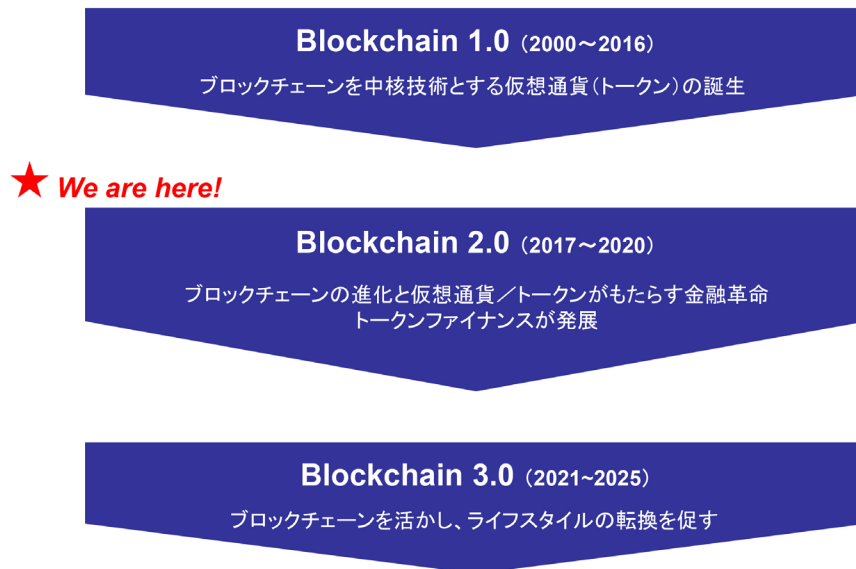 Blockchain 1.0（2000～2016）
ブロックチェーンを中核技術とする仮想通貨（トークン）の誕生
★ We are here!
Blockchain 2.0（2017～2020）
ブロックチェーンの進化と仮想通貨／トークンがもたらす金融革命
トークンファイナンスが発展
Blockchain 3.0（2021~2025）
ブロックチェーンを活かし、ライフスタイルの転換を促す